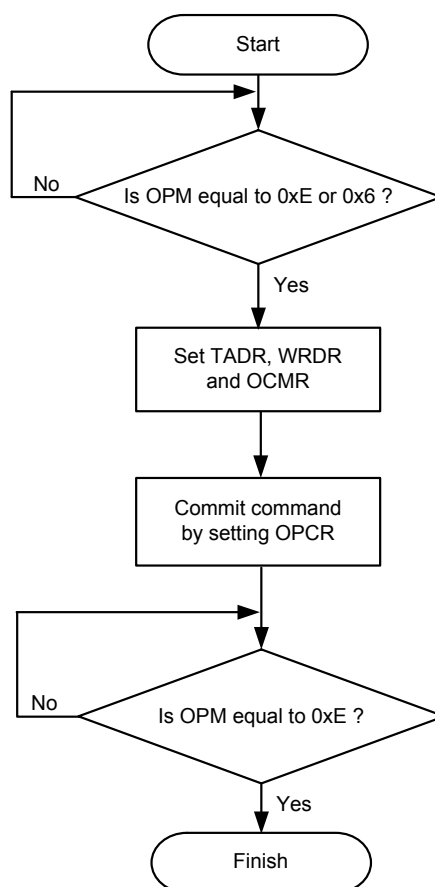 Start
No
Is OPM equal to 0xE or 0x6 ?
Yes
Set TADR, WRDR
and OCMR
Commit command
by setting OPCR
No
Is OPM equal to 0xE ?
Yes
Finish